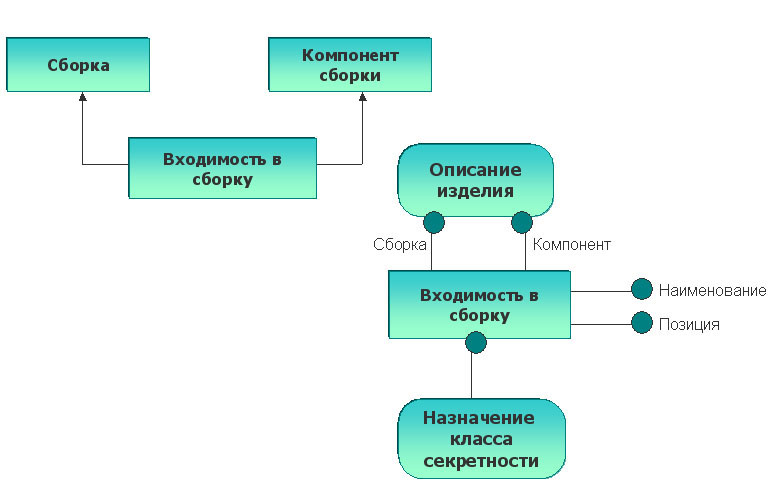 Сборка
Компонент
сборки
Входимость в
сборку
Описание
изделия
Сборка
Компонент
Входимость в
сборку
Наименование
Позиция
Назначение
класса
секретности